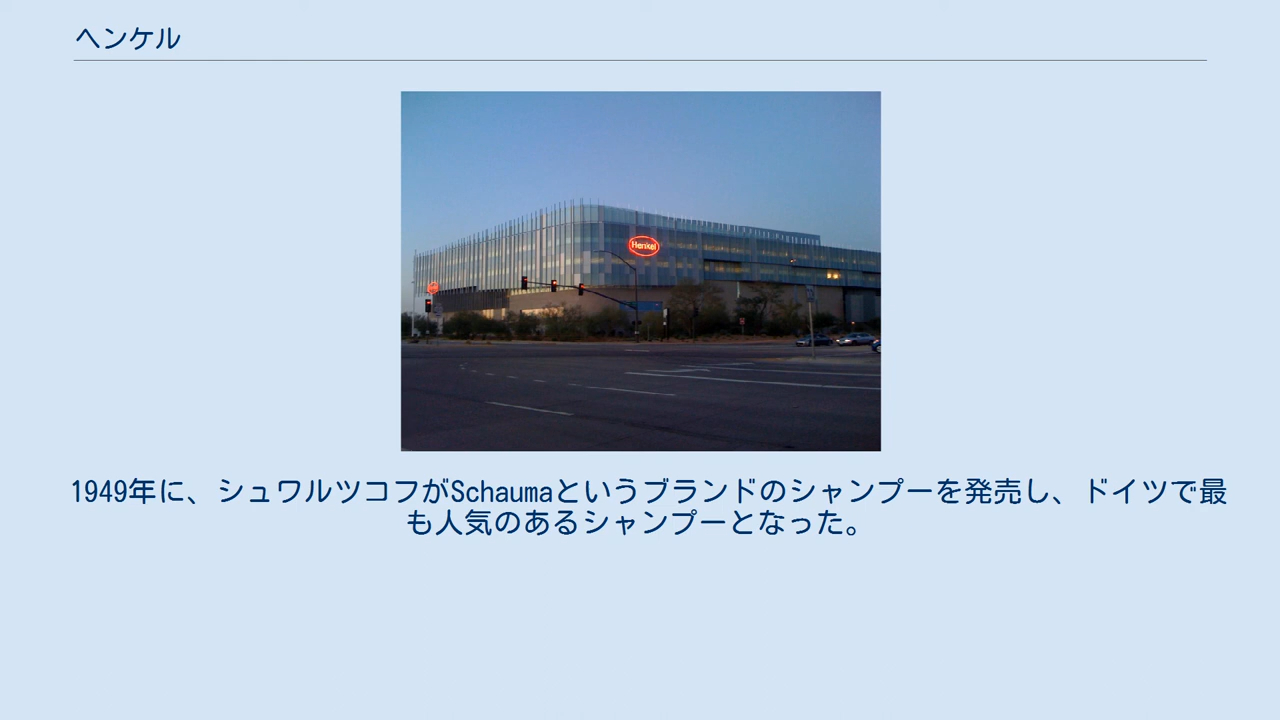 ヘンケル
Henkel
1949年に、シュワルツコフがSchaumaというブランドのシャンプーを発売し、ドイツで最
も人気のあるシャンプーとなった。